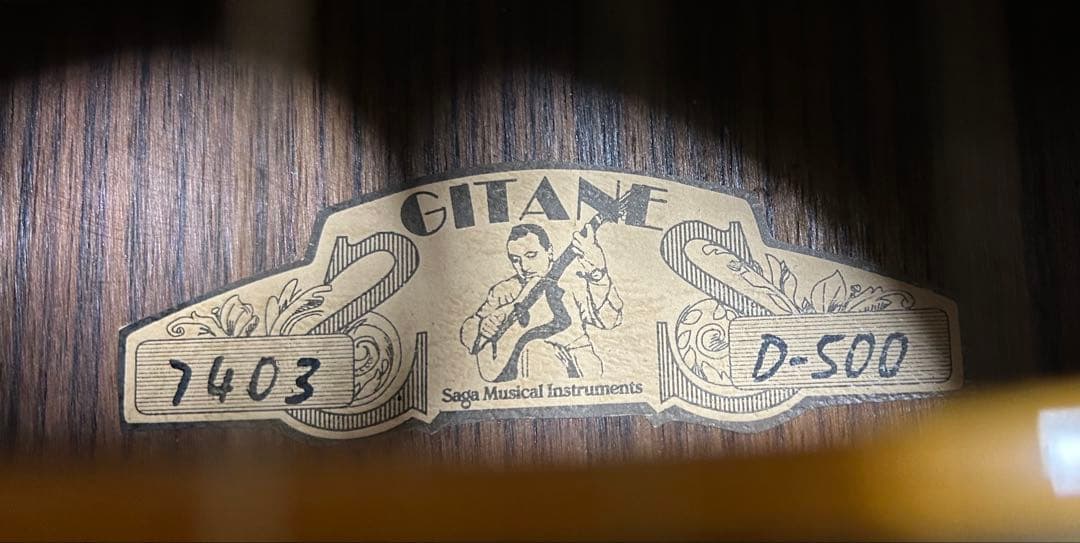 GITANE
7403
D-500
Saga Musical Instruments